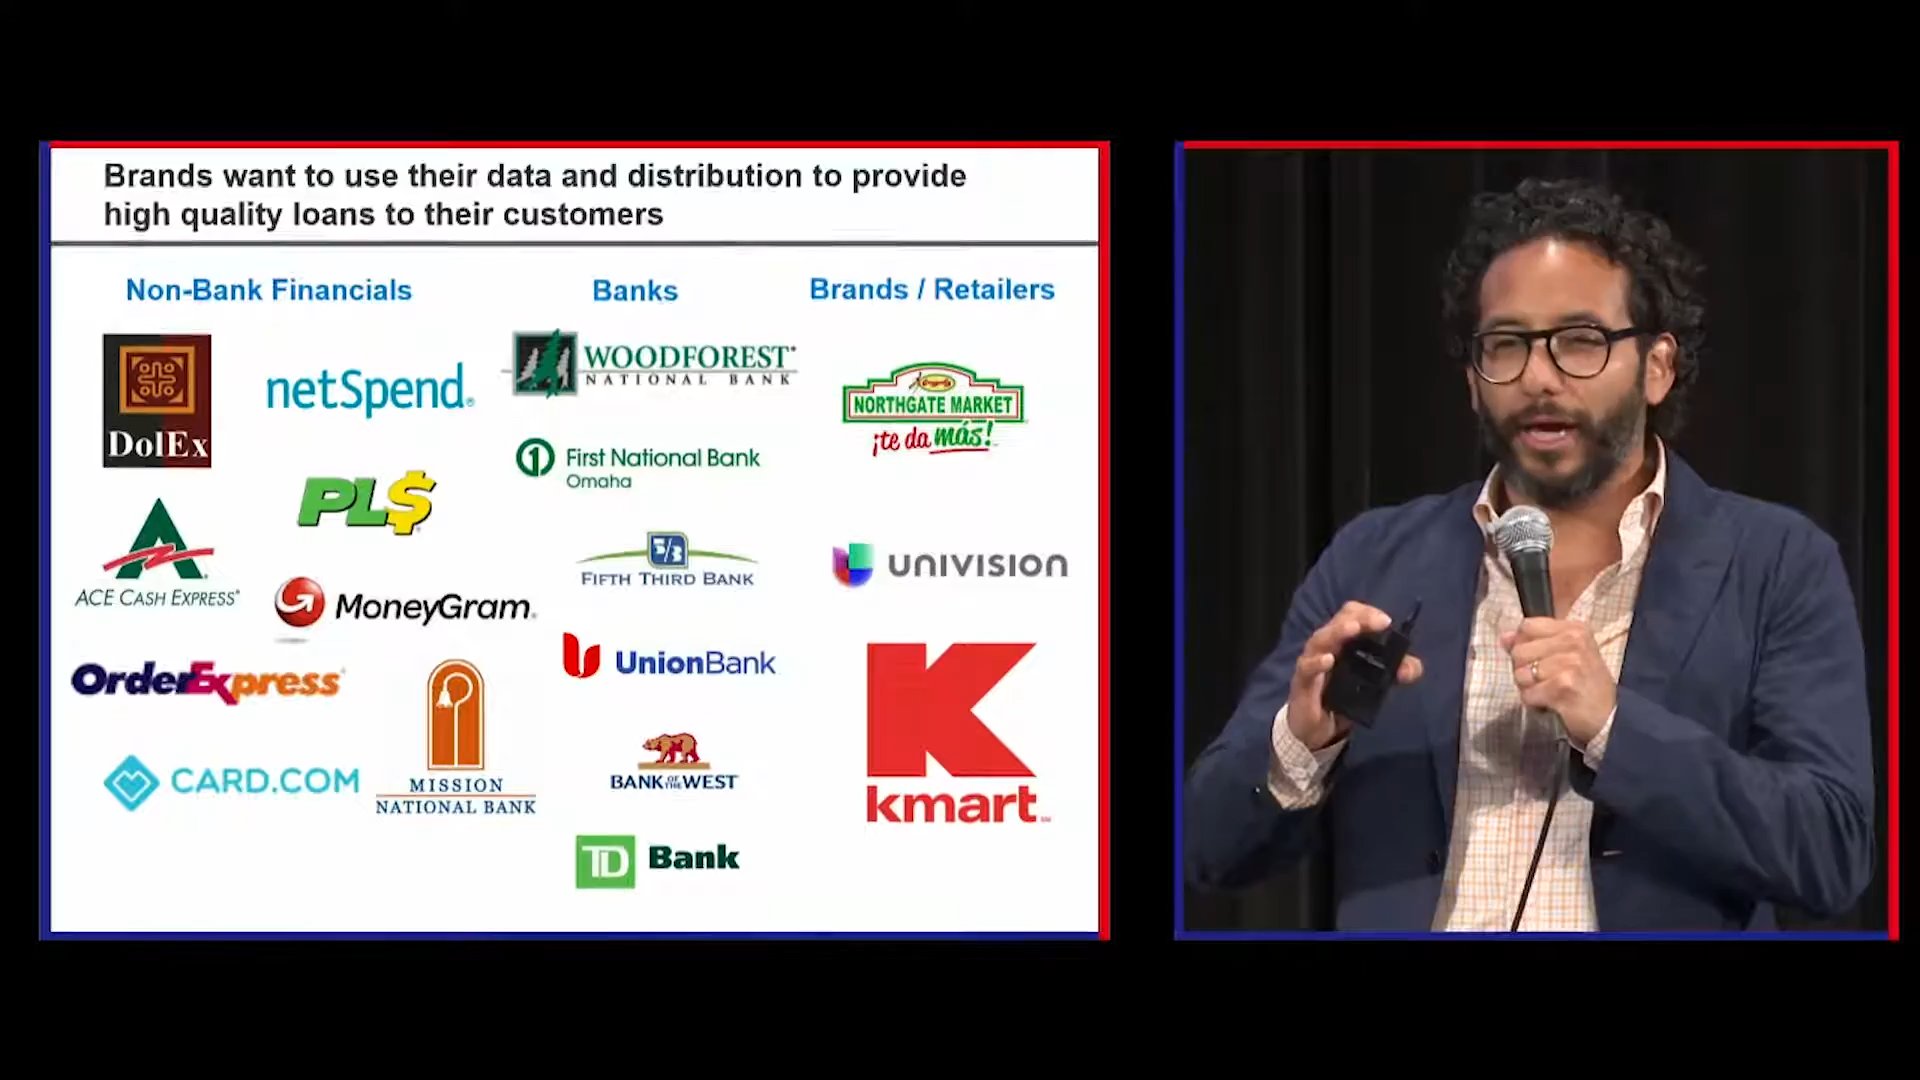 Brands want to use their data and distribution to provide
high quality loans to their customers
Non-Bank Financials
Banks
Brands / Retailers
DolEx
netSpend®
PL$
ACE CASH EXPRESS®
MoneyGram.
OrderExpress
CARD.COM
MISSION
NATIONAL BANK
WOODFOREST®
NATIONAL BANK
1 First National Bank
Omaha
5/3
FIFTH THIRD BANK
UnionBank
BANK OF THE WEST
TD Bank
NORTHGATE MARKET
¡te da más!
UNIVISION
K
kmart